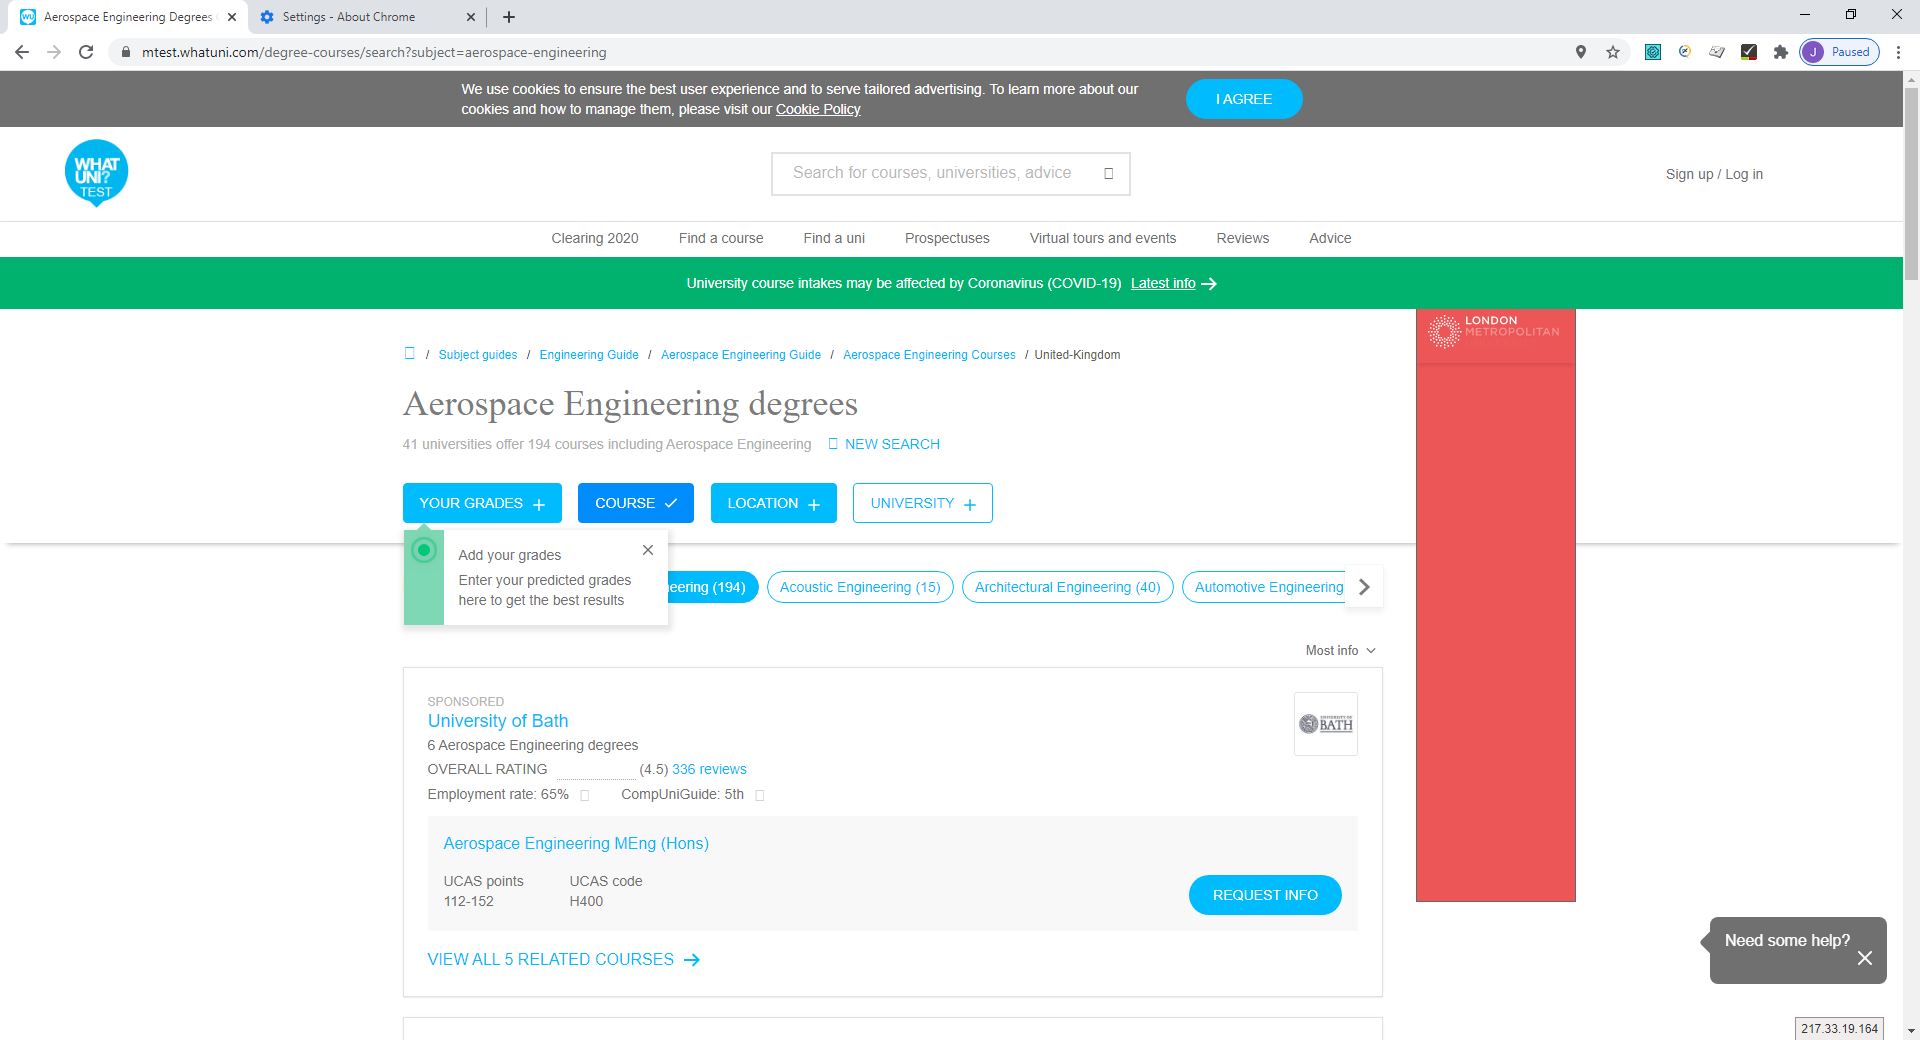 Aerospace Engineering Degrees
Settings - About Chrome
mtest.whatuni.com/degree-courses/search?subject=aerospace-engineering
J Paused
We use cookies to ensure the best user experience and to serve tailored advertising. To learn more about our
cookies and how to manage them, please visit our Cookie Policy
I AGREE
WHAT
UNI?
TEST
Search for courses, universities, advice
Sign up / Log in
Clearing 2020 Find a course Find a uni Prospectuses Virtual tours and events Reviews Advice
University course intakes may be affected by Coronavirus (COVID-19) Latest info
LONDON
METROPOLITAN
/ Subject guides / Engineering Guide / Aerospace Engineering Guide / Aerospace Engineering Courses / United-Kingdom
Aerospace Engineering degrees
41 universities offer 194 courses including Aerospace Engineering NEW SEARCH
YOUR GRADES COURSE LOCATION UNIVERSITY
Add your grades
Enter your predicted grades
here to get the best results
eering (194) Acoustic Engineering (15) Architectural Engineering (40) Automotive Engineering
Most info
SPONSORED
University of Bath
UNIVERSITY OF
BATH
6 Aerospace Engineering degrees
OVERALL RATING (4.5) 336 reviews
Employment rate: 65% CompUniGuide: 5th
Aerospace Engineering MEng (Hons)
UCAS points UCAS code
112-152 H400
REQUEST INFO
VIEW ALL 5 RELATED COURSES
Need some help?
217.33.19.164